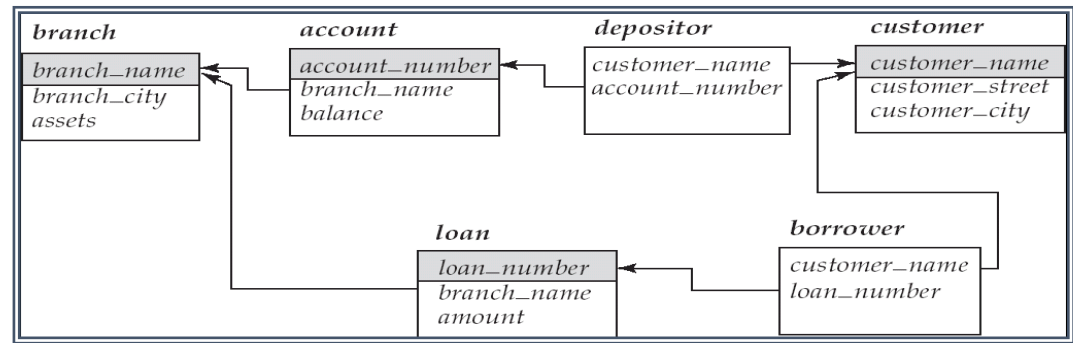 branch
branch_name
branch_city
assets
account
account_number
branch_name
balance
depositor
customer_name
account_number
customer
customer_name
customer_street
customer_city
loan
loan_number
branch_name
amount
borrower
customer_name
loan_number